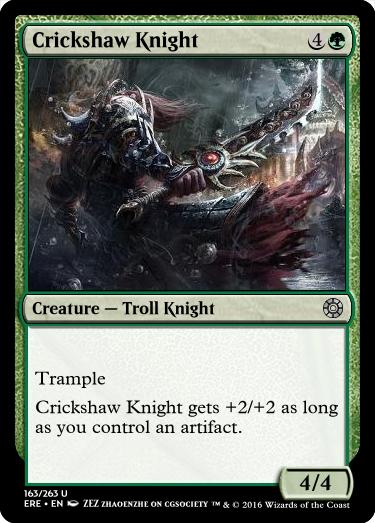 Crickshaw Knight 4
Creature — Troll Knight
Trample
Crickshaw Knight gets +2/+2 as long
as you control an artifact.
4/4
163/263 U
ERE • EN ZEZ ZHAOENZHE ON CGSOCIETY ™ & © 2016 Wizards of the Coast